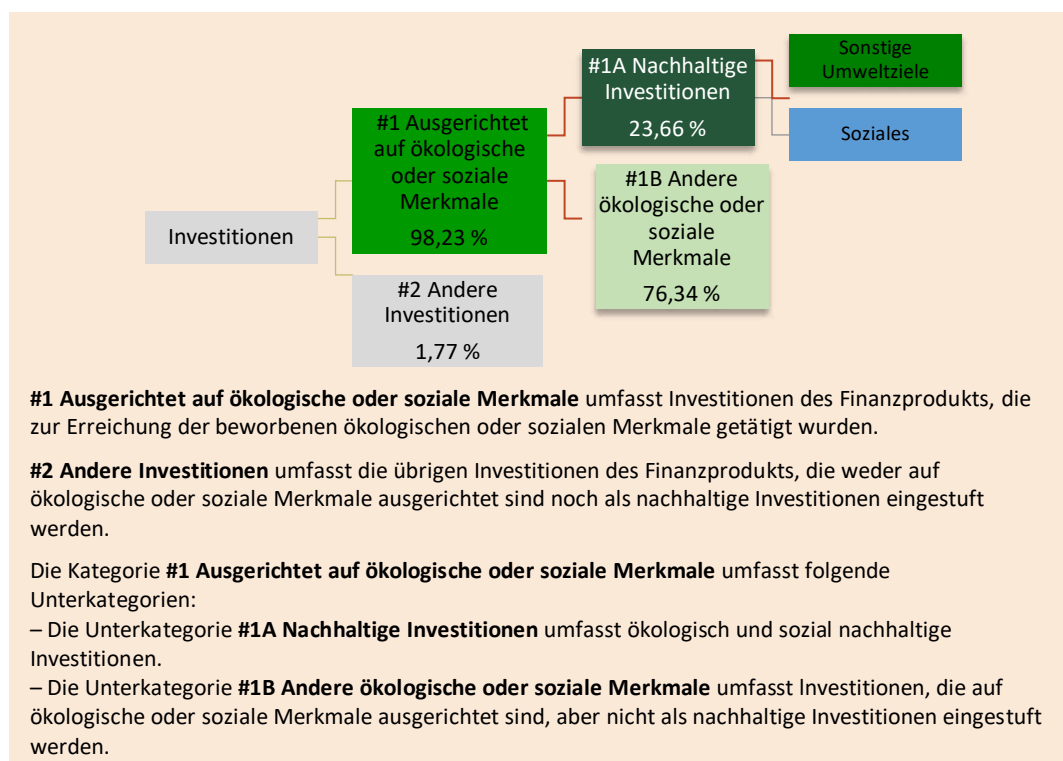 Sonstige
Umweltziele
#1A Nachhaltige
Investitionen
23,66 %
Soziales
#1 Ausgerichtet
auf ökologische
oder soziale
Merkmale
98,23 %
#1B Andere
ökologische oder
soziale
Merkmale
76,34 %
Investitionen
#2 Andere
Investitionen
1,77 %
#1 Ausgerichtet auf ökologische oder soziale Merkmale umfasst Investitionen des Finanzprodukts, die
zur Erreichung der beworbenen ökologischen oder sozialen Merkmale getätigt wurden.
#2 Andere Investitionen umfasst die übrigen Investitionen des Finanzprodukts, die weder auf
ökologische oder soziale Merkmale ausgerichtet sind noch als nachhaltige Investitionen eingestuft
werden.
Die Kategorie #1 Ausgerichtet auf ökologische oder soziale Merkmale umfasst folgende
Unterkategorien:
– Die Unterkategorie #1A Nachhaltige Investitionen umfasst ökologisch und sozial nachhaltige
Investitionen.
– Die Unterkategorie #1B Andere ökologische oder soziale Merkmale umfasst Investitionen, die auf
ökologische oder soziale Merkmale ausgerichtet sind, aber nicht als nachhaltige Investitionen eingestuft
werden.